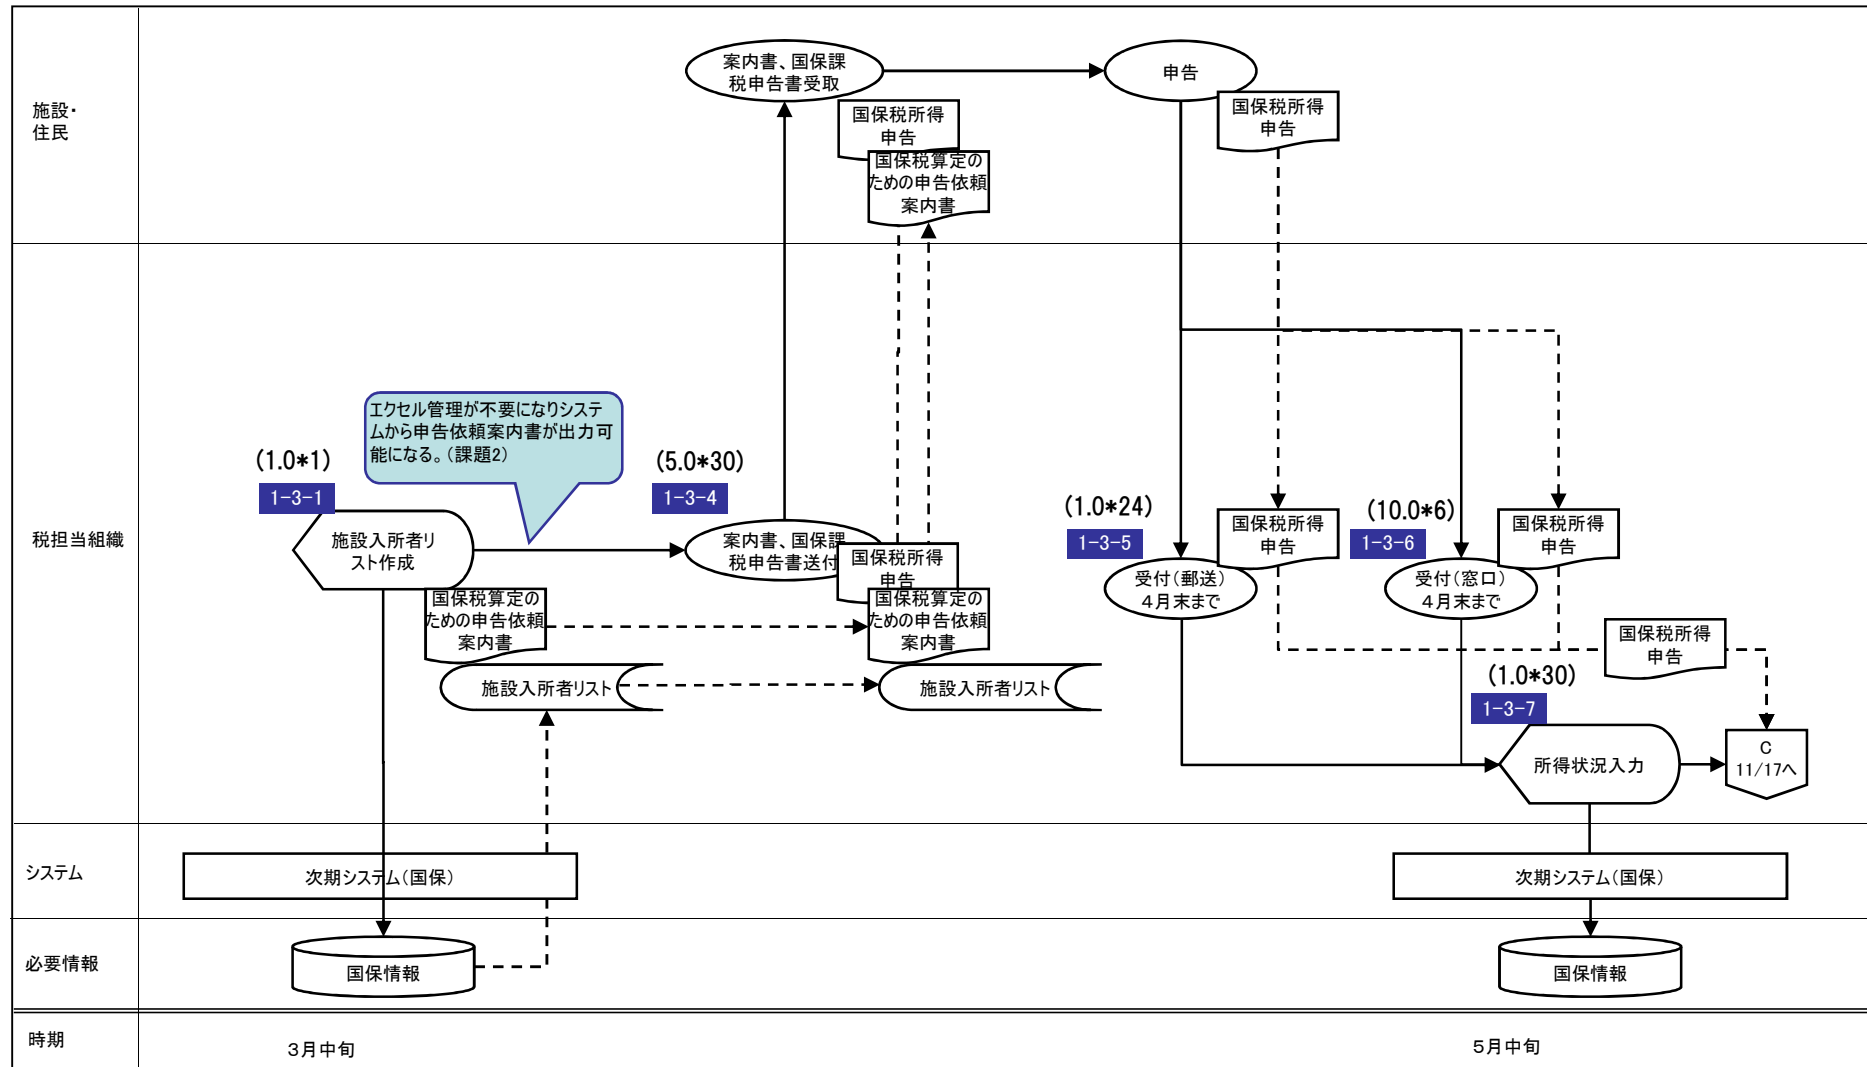 施設・
住民
案内書、国保課
税申告書受取
申告
国保税所得
申告
国保税算定の
ための申告依頼
案内書
国保税所得
申告
税担当組織
エクセル管理が不要になりシステ
ムから申告依頼案内書が出力可
能になる。(課題2)
(1.0*1)
1-3-1
施設入所者リ
スト作成
(5.0*30)
1-3-4
案内書、国保課
税申告書送付
国保税所得
申告
国保税算定の
ための申告依頼
案内書
国保税算定の
ための申告依頼
案内書
施設入所者リスト
施設入所者リスト
(1.0*24)
1-3-5
受付(郵送)
4月末まで
国保税所得
申告
(10.0*6)
1-3-6
受付(窓口)
4月末まで
国保税所得
申告
国保税所得
申告
(1.0*30)
1-3-7
所得状況入力
C
11/17へ
システム
次期システム(国保)
次期システム(国保)
必要情報
国保情報
国保情報
時期
3月中旬
5月中旬